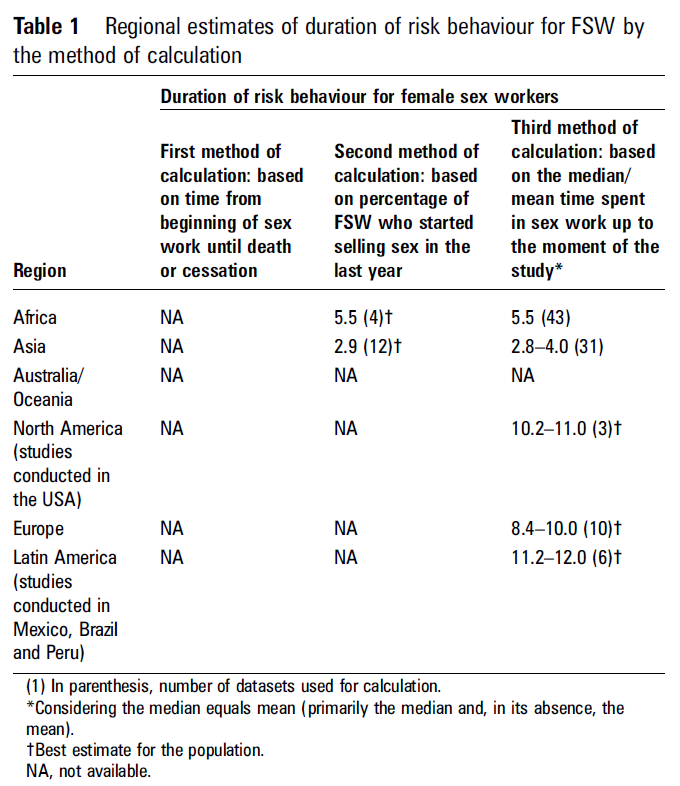 Table 1 Regional estimates of duration of risk behaviour for FSW by
the method of calculation
Duration of risk behaviour for female sex workers
Region
First method of
calculation: based
on time from
beginning of sex
work until death
or cessation
Second method of
calculation: based
on percentage of
FSW who started
selling sex in the
last year
Third method of
calculation: based
on the median/
mean time spent
in sex work up to
the moment of the
study*
Africa NA 5.5 (4)† 5.5 (43)
Asia NA 2.9 (12)† 2.8–4.0 (31)
Australia/ NA NA NA
Oceania
North America NA NA 10.2–11.0 (3)†
(studies
conducted in
the USA)
Europe NA NA 8.4–10.0 (10)†
Latin America NA NA 11.2–12.0 (6)†
(studies
conducted in
Mexico, Brazil
and Peru)
(1) In parenthesis, number of datasets used for calculation.
*Considering the median equals mean (primarily the median and, in its absence, the
mean).
†Best estimate for the population.
NA, not available.